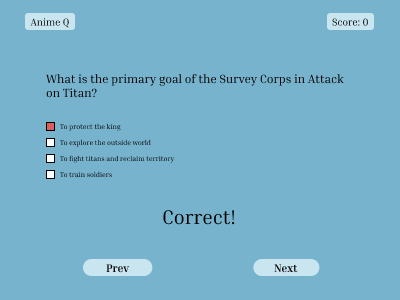 Anime Q
Score: 0
What is the primary goal of the Survey Corps in Attack
on Titan?
To protect the king
To explore the outside world
To fight titans and reclaim territory
To train soldiers
Correct!
Prev
Next